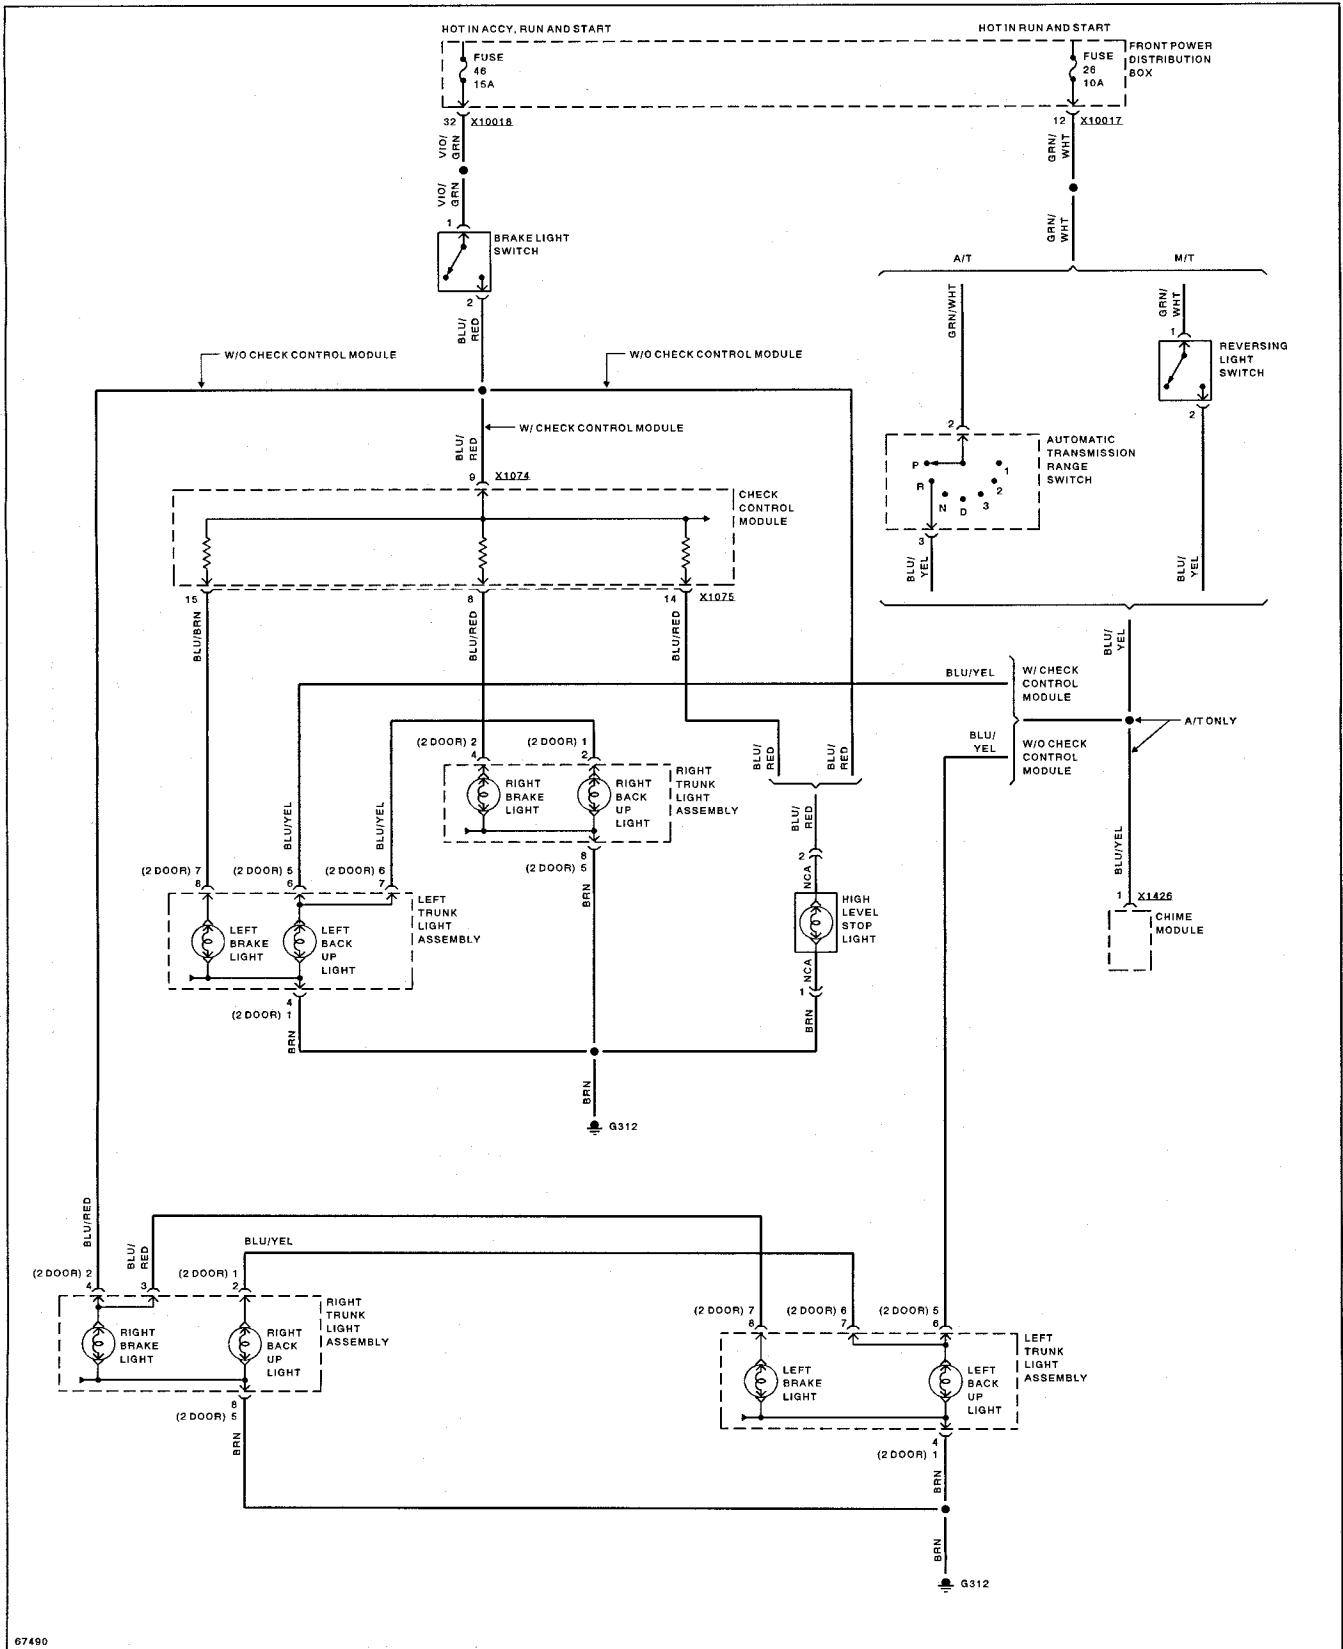 HOT IN ACCY, RUN AND START
HOT IN RUN AND START
FUSE
46
15A
FUSE
26
10A
FRONT POWER
DISTRIBUTION
BOX
32 X10018
12 X10017
VIO/
GRN
GRN/
WHT
VIO/
GRN
GRN/
WHT
1
BRAKE LIGHT
SWITCH
2
A/T
M/T
BLU/
RED
GRN/WHT
GRN/
WHT
1
REVERSING
LIGHT
SWITCH
2
W/O CHECK CONTROL MODULE
W/O CHECK CONTROL MODULE
W/ CHECK CONTROL MODULE
BLU/
RED
9 X1074
2
AUTOMATIC
TRANSMISSION
RANGE
SWITCH
P
R
N
D
3
2
1
3
CHECK
CONTROL
MODULE
BLU/
YEL
BLU/
YEL
15
8
14 X1075
BLU/BRN
BLU/RED
BLU/RED
BLU/
YEL
BLU/YEL
W/ CHECK
CONTROL
MODULE
A/T ONLY
BLU/
YEL
W/O CHECK
CONTROL
MODULE
(2 DOOR) 2
4
(2 DOOR) 1
2
RIGHT
BRAKE
LIGHT
RIGHT
BACK
UP
LIGHT
RIGHT
TRUNK
LIGHT
ASSEMBLY
8
(2 DOOR) 5
BLU/
RED
BLU/
RED
BLU/
RED
BLU/YEL
BLU/YEL
BLU/YEL
(2 DOOR) 7
8
(2 DOOR) 5
6
(2 DOOR) 6
7
BRN
2
NCA
HIGH
LEVEL
STOP
LIGHT
NCA
1
BRN
1 X1426
CHIME
MODULE
LEFT
BRAKE
LIGHT
LEFT
BACK
UP
LIGHT
LEFT
TRUNK
LIGHT
ASSEMBLY
4
(2 DOOR) 1
BRN
BRN
G312
BLU/RED
BLU/
RED
BLU/YEL
(2 DOOR) 2
4
3
(2 DOOR) 1
2
RIGHT
BRAKE
LIGHT
RIGHT
BACK
UP
LIGHT
RIGHT
TRUNK
LIGHT
ASSEMBLY
8
(2 DOOR) 5
BRN
(2 DOOR) 7
8
(2 DOOR) 6
7
(2 DOOR) 5
6
LEFT
BRAKE
LIGHT
LEFT
BACK
UP
LIGHT
LEFT
TRUNK
LIGHT
ASSEMBLY
4
(2 DOOR) 1
BRN
BRN
G312
67490